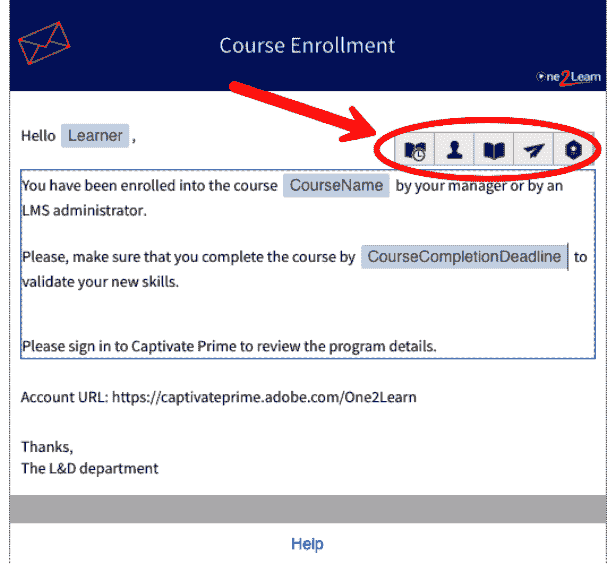 Course Enrollment
One2Learn
Hello Learner ,
You have been enrolled into the course CourseName by your manager or by an
LMS administrator.
Please, make sure that you complete the course by CourseCompletionDeadline to
validate your new skills.
Please sign in to Captivate Prime to review the program details.
Account URL: https://captivateprime.adobe.com/One2Learn
Thanks,
The L&D department
Help